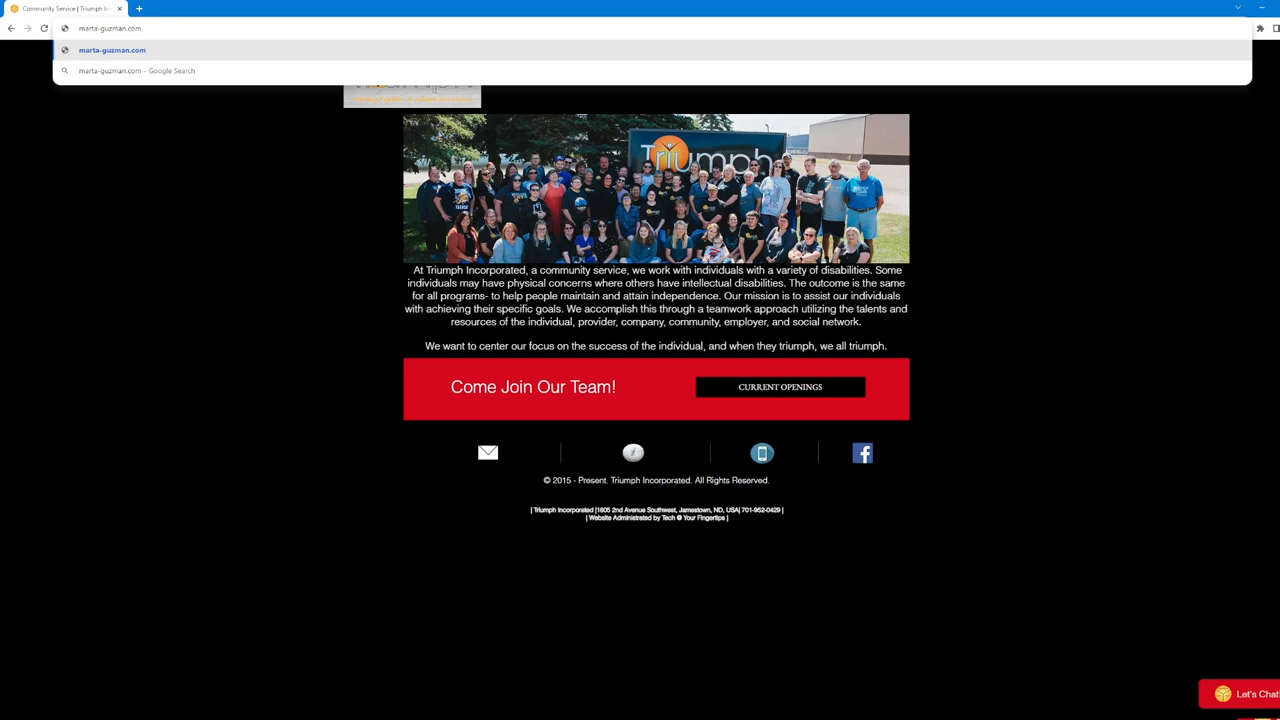 Community Service | Triumph In
marta-guzman.com
marta-guzman.com
marta-guzman.com - Google Search
Triumph
At Triumph Incorporated, a community service, we work with individuals with a variety of disabilities. Some
individuals may have physical concerns where others have intellectual disabilities. The outcome is the same
for all programs- to help people maintain and attain independence. Our mission is to assist our individuals
with achieving their specific goals. We accomplish this through a teamwork approach utilizing the talents and
resources of the individual, provider, company, community, employer, and social network.
We want to center our focus on the success of the individual, and when they triumph, we all triumph.
Come Join Our Team!
CURRENT OPENINGS
© 2015 - Present. Triumph Incorporated. All Rights Reserved.
| Triumph Incorporated |1805 2nd Avenue Southwest, Jamestown, ND, USA| 701-952-0429 |
| Website Administrated by Tech @ Your Fingertips |
Let's Chat!